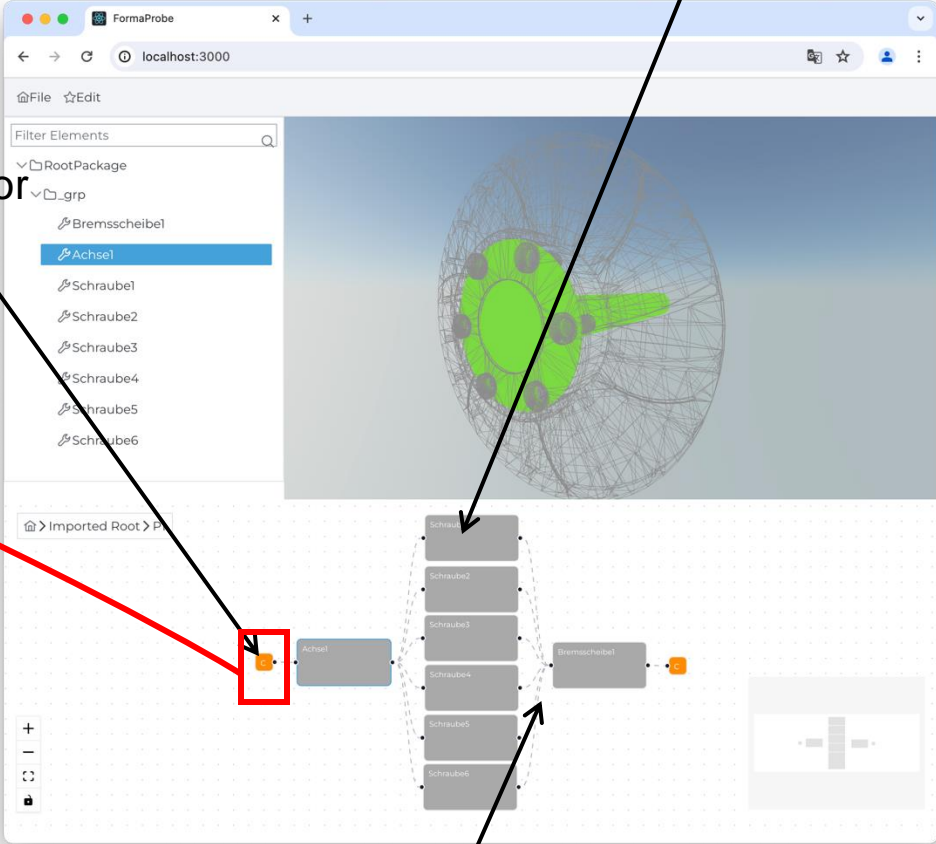 FormaProbe
localhost:3000
File Edit
Filter Elements
RootPackage
or
_grp
Bremsscheibe1
Achse1
Schraube1
Schraube2
Schraube3
Schraube4
Schraube5
Schraube6
Imported Root
Schraube2
Schraube3
Achse1
Bremsscheibe1
C
C
Schraube4
Schraube5
Schraube6